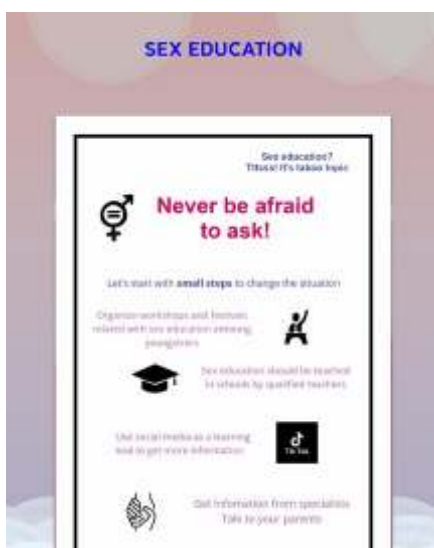 SEX EDUCATION
Sex education?
It's taboo topic
Never be afraid
to ask!
Let's start with small steps to change the situation
Organize workshops and festivals
related with sex education among
youngsters
Sex education should be teached
in schools by qualified teachers
Use social media as a learning
tool to get more information
TikTok
Get information from specialists
Talk to your parents